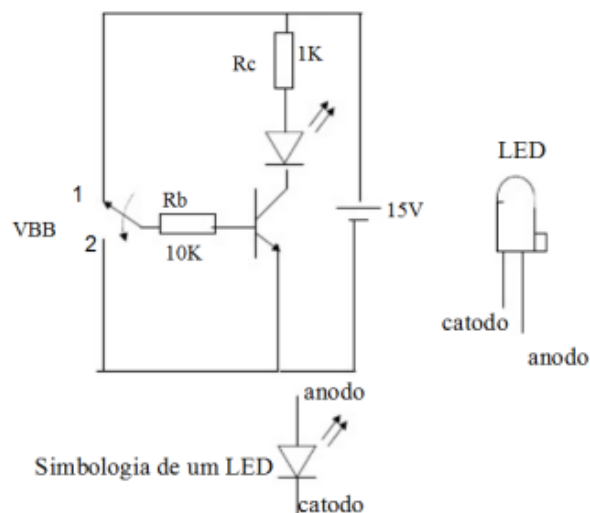 1K
Rc
LED
1
Rb
15V
VBB
2
10K
catodo
anodo
anodo
Simbologia de um LED
catodo